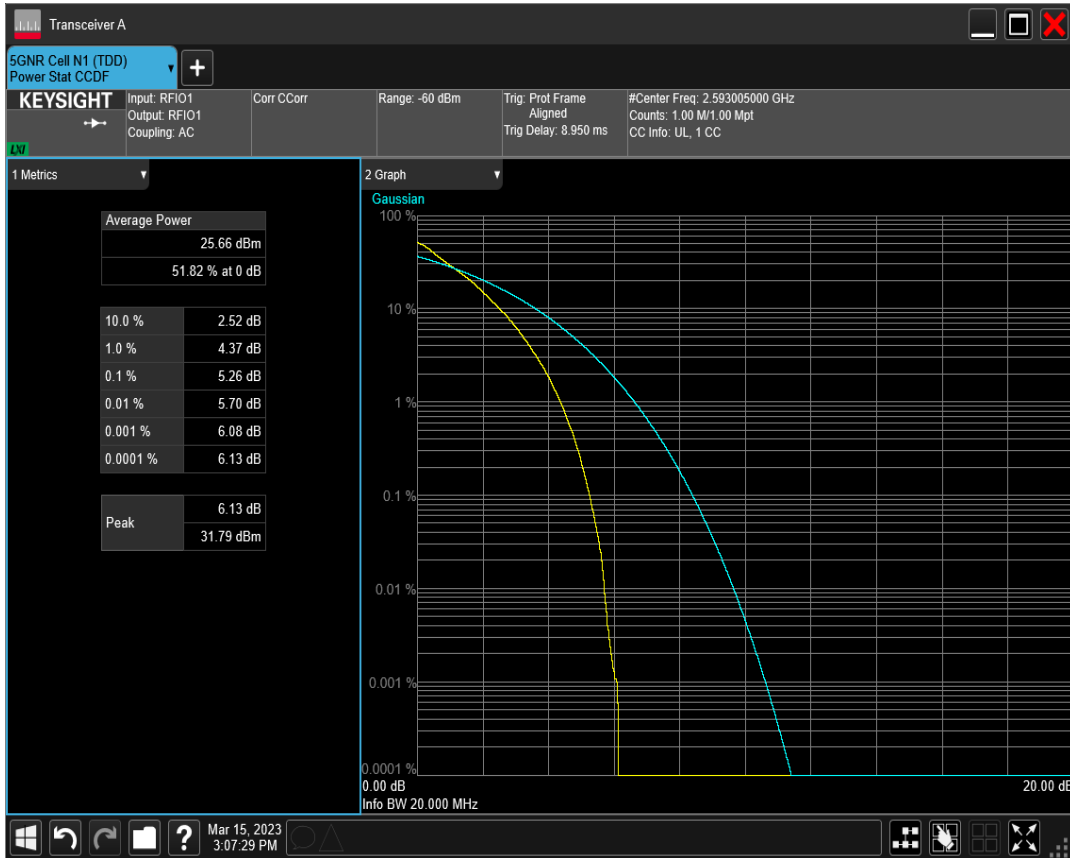 Transceiver A
5GNR Cell N1 (TDD)
Power Stat CCDF
+
KEYSIGHT
LXI
Input: RFIO1
Output: RFIO1
Coupling: AC
Corr CCorr
Range: -60 dBm
Trig: Prot Frame
Aligned
Trig Delay: 8.950 ms
#Center Freq: 2.593005000 GHz
Counts: 1.00 M/1.00 Mpt
CC Info: UL, 1 CC
1 Metrics
Average Power
25.66 dBm
51.82 % at 0 dB
10.0 % 2.52 dB
1.0 % 4.37 dB
0.1 % 5.26 dB
0.01 % 5.70 dB
0.001 % 6.08 dB
0.0001 % 6.13 dB
Peak
6.13 dB
31.79 dBm
2 Graph
Gaussian
100 %
10 %
1 %
0.1 %
0.01 %
0.001 %
0.0001 %
0.00 dB 20.00 dB
Info BW 20.000 MHz
?
Mar 15, 2023
3:07:29 PM